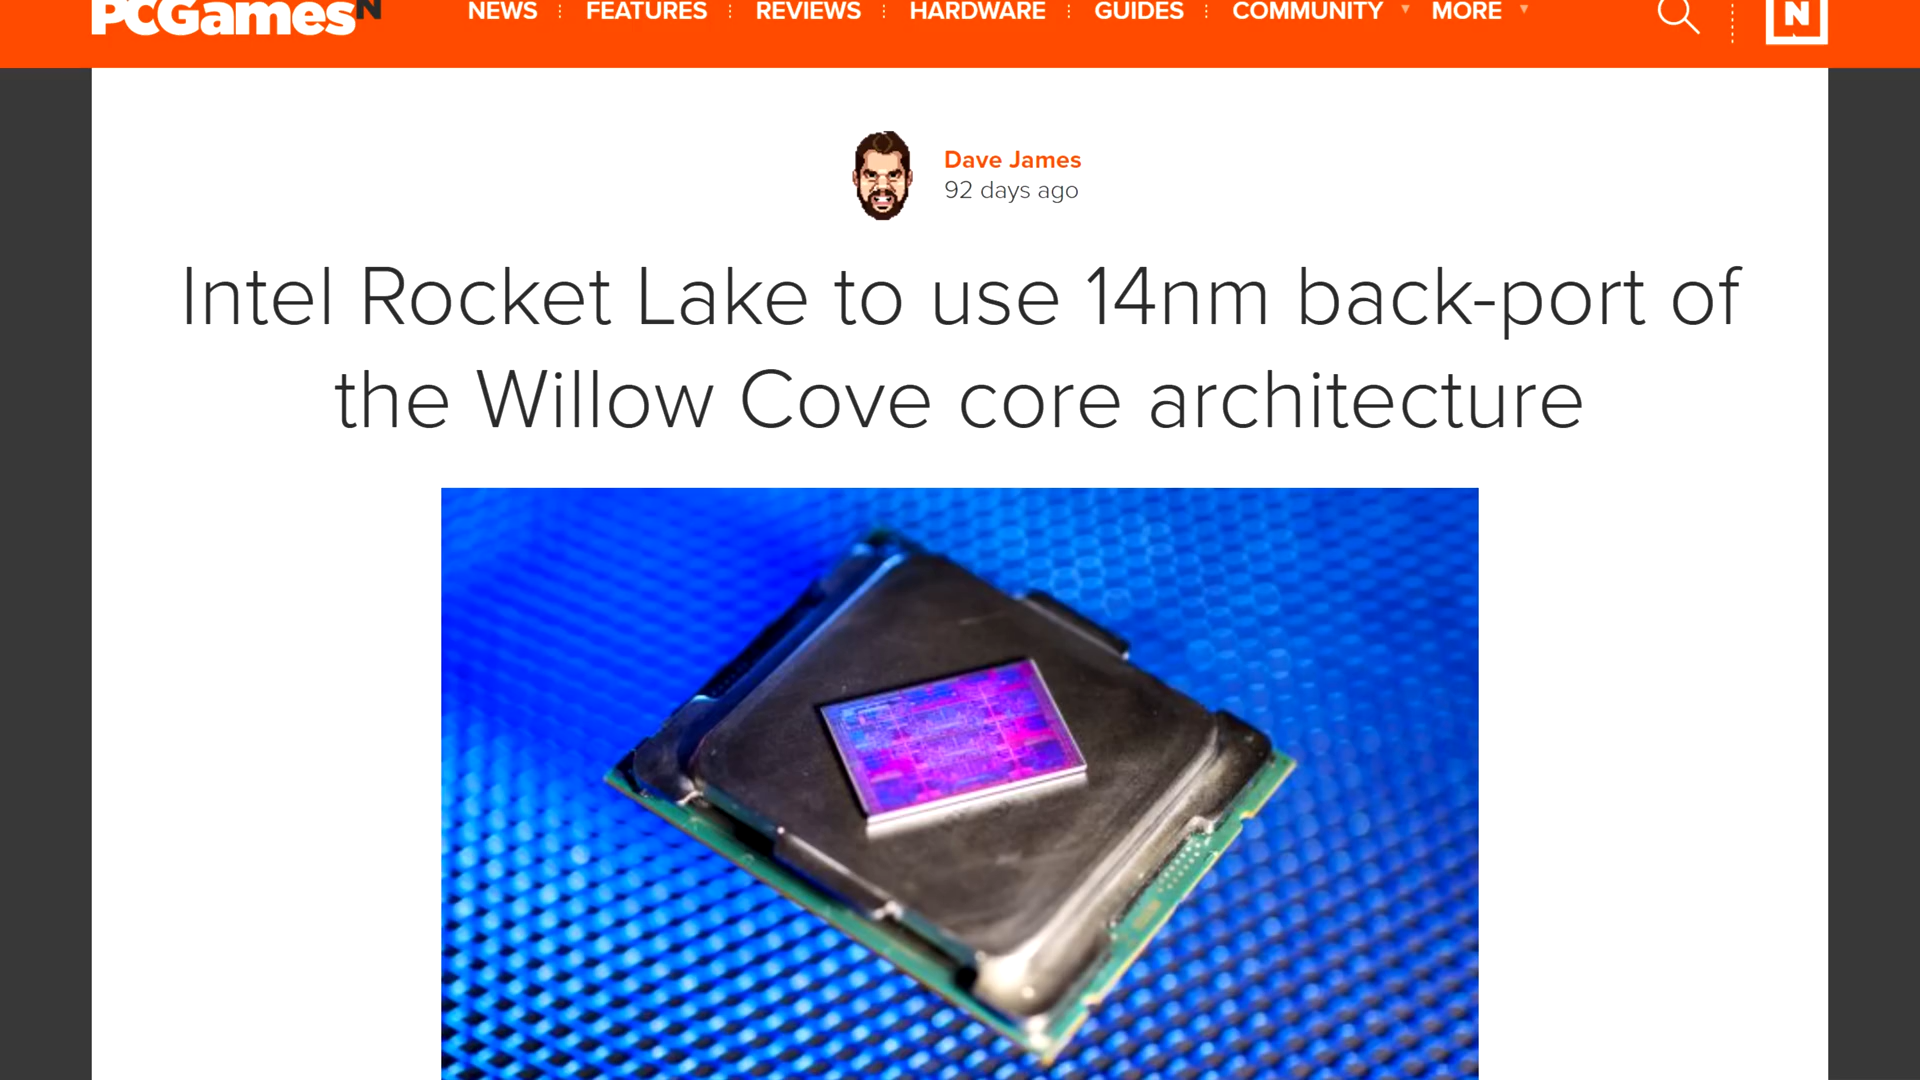 PCGamesN
NEWS FEATURES REVIEWS HARDWARE GUIDES COMMUNITY MORE
N
Dave James
92 days ago
Intel Rocket Lake to use 14nm back-port of
the Willow Cove core architecture